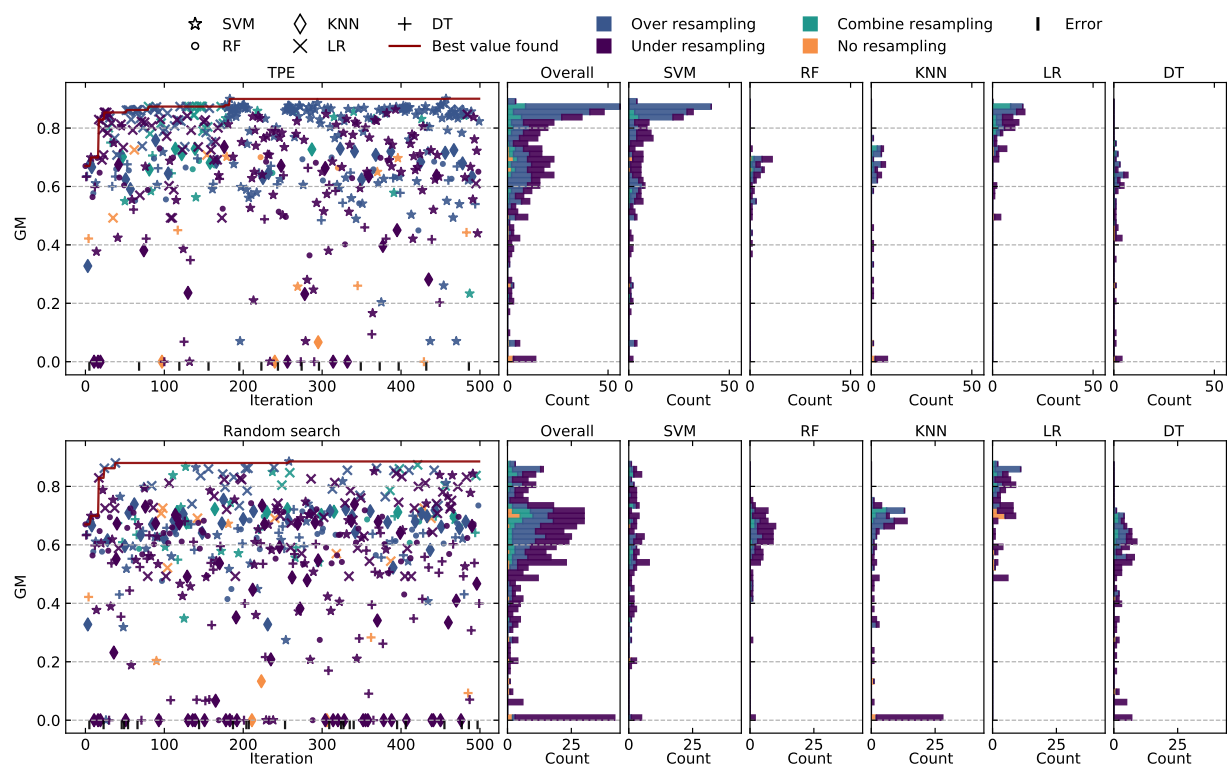 SVM KNN DT Over resampling Combine resampling Error
RF LR Best value found Under resampling No resampling
TPE Overall SVM RF KNN LR DT
GM
0.8
0.6
0.4
0.2
0.0
0 100 200 300 400 500 0 50 0 50 0 50 0 50 0 50 0 50
Iteration Count Count Count Count Count Count
Random search Overall SVM RF KNN LR DT
GM
0.8
0.6
0.4
0.2
0.0
0 100 200 300 400 500 0 25 0 25 0 25 0 25 0 25 0 25
Iteration Count Count Count Count Count Count